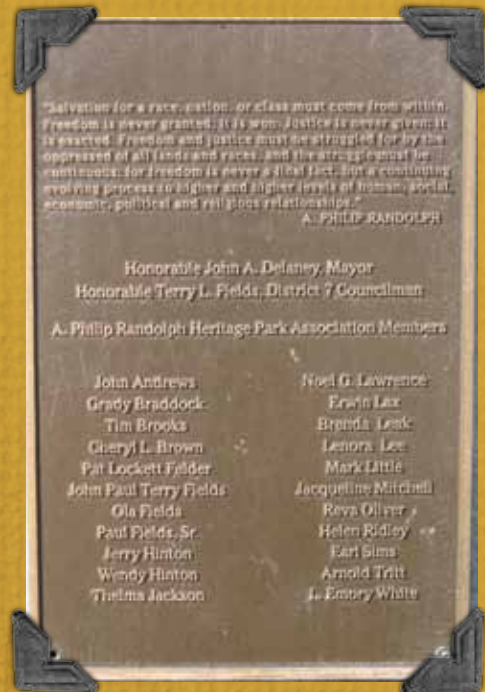 "Salvation for a race, nation, or class must come from within.
Freedom is never granted, it is won. Justice is never given; it
is exacted. Freedom and justice must be struggled for by the
oppressed of all lands and races, and the struggle must be
continuous, for freedom is never a final fact, but a continuing
evolving process to higher and higher levels of human, social,
economic, political and religious relationships."
A. PHILIP RANDOLPH
Honorable John A. Delaney, Mayor
Honorable Terry L. Fields, District 7 Councilman
A. Philip Randolph Heritage Park Association Members
John Andrews
Grady Braddock
Tim Brooks
Cheryl L. Brown
Pat Lockett Felder
John Paul Terry Fields
Ola Fields
Paul Fields, Sr.
Jerry Hinton
Wendy Hinton
Thelma Jackson
Noel G. Lawrence
Erwin Lax
Brenda Leak
Lenora Lee
Mark Little
Jacqueline Mitchell
Reva Oliver
Helen Ridley
Earl Sims
Arnold Tritt
L. Emory White